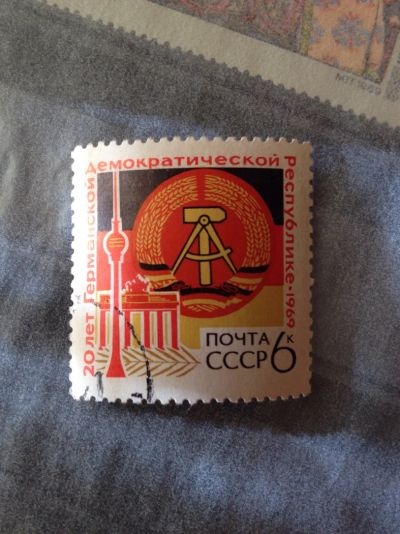 20 лет Германской Демократической Республике·1969
ПОЧТА
СССР 6 к